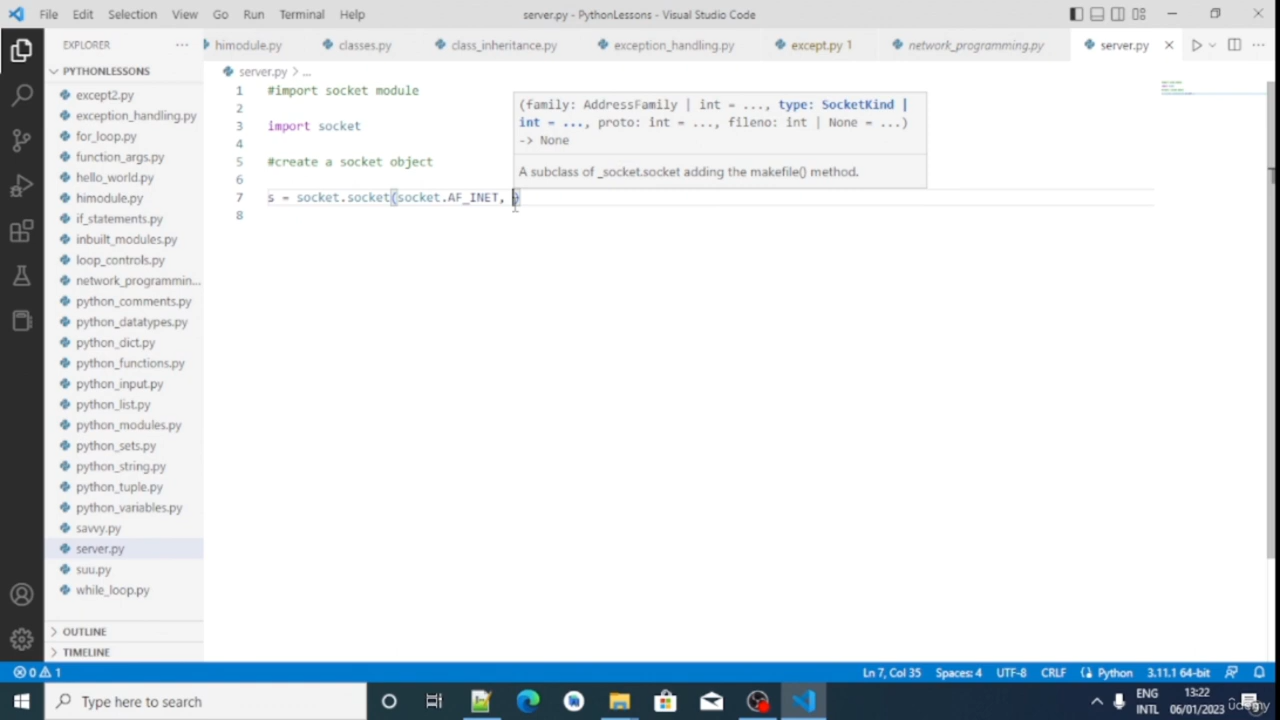 File Edit Selection View Go Run Terminal Help
server.py - PythonLessons - Visual Studio Code
EXPLORER
himodule.py
classes.py
class_inheritance.py
exception_handling.py
except.py 1
network_programming.py
server.py
PYTHONLESSONS
except2.py
exception_handling.py
for_loop.py
function_args.py
hello_world.py
himodule.py
if_statements.py
inbuilt_modules.py
loop_controls.py
network_programmin...
python_comments.py
python_datatypes.py
python_dict.py
python_functions.py
python_input.py
python_list.py
python_modules.py
python_sets.py
python_string.py
python_tuple.py
python_variables.py
savvy.py
server.py
suu.py
while_loop.py
OUTLINE
TIMELINE
server.py > ...
1 #import socket module
2
3 import socket
4
5 #create a socket object
6
7 s = socket.socket(socket.AF_INET, )
8
(family: AddressFamily | int = ..., type: SocketKind |
int = ..., proto: int = ..., fileno: int | None = ...)
-> None
A subclass of _socket.socket adding the makefile() method.
0 1
Ln 7, Col 35 Spaces: 4 UTF-8 CRLF Python 3.11.1 64-bit
Type here to search
ENG
INTL
13:22
06/01/2023
udemy